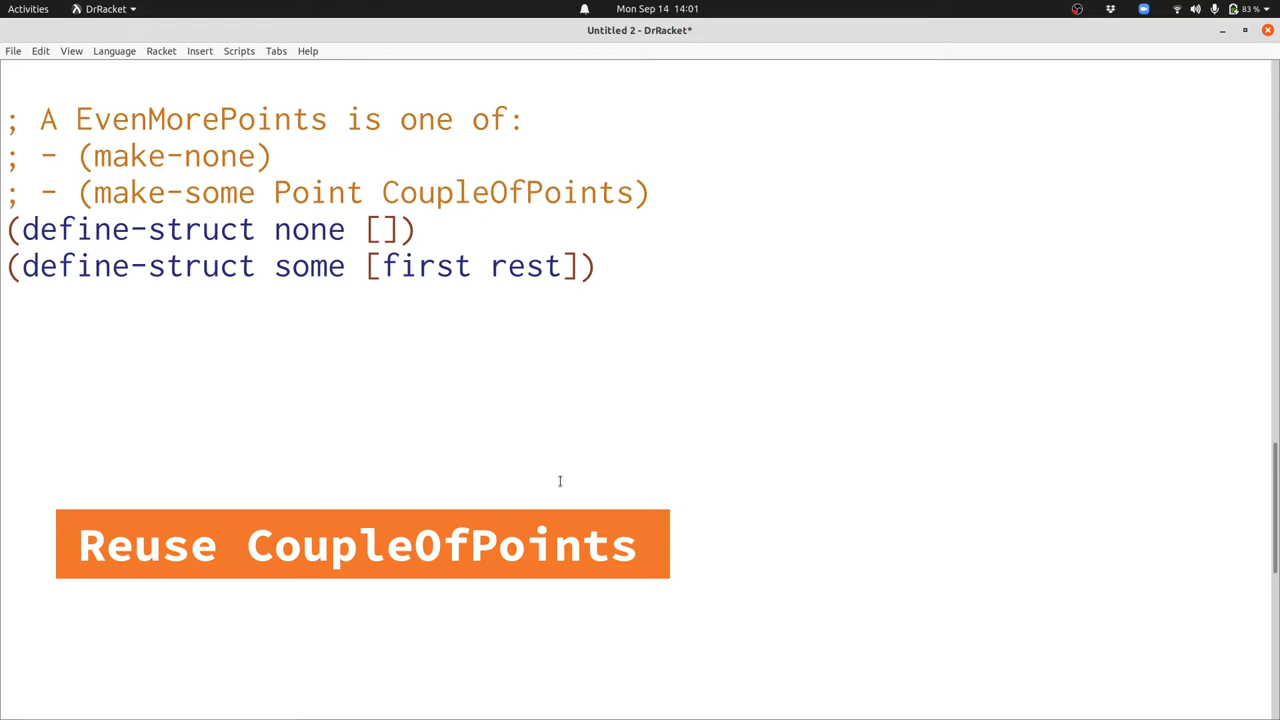 Activities DrRacket Mon Sep 14 14:01 83 %
Untitled 2 - DrRacket*
File Edit View Language Racket Insert Scripts Tabs Help
; A EvenMorePoints is one of:
; - (make-none)
; - (make-some Point CoupleOfPoints)
(define-struct none [])
(define-struct some [first rest])
Reuse CoupleOfPoints